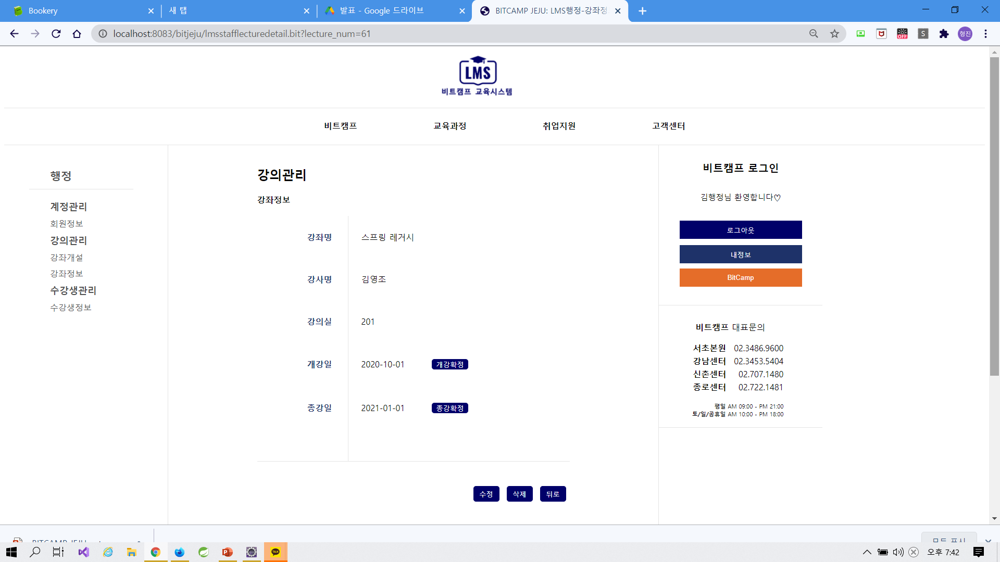 Bookery
새 탭
발표 - Google 드라이브
BITCAMP JEJU: LMS행정-강좌정
localhost:8083/bitjeju/lmsstafflecturedetail.bit?lecture_num=61
OFF
S
형진
LMS
비트캠프 교육시스템
비트캠프 교육과정 취업지원 고객센터
행정
계정관리
회원정보
강의관리
강좌개설
강좌정보
수강생관리
수강생정보
강의관리
강좌정보
강좌명 스프링 레거시
강사명 김영조
강의실 201
개강일 2020-10-01 개강확정
종강일 2021-01-01 종강확정
수정 삭제 뒤로
비트캠프 로그인
김행정님 환영합니다♡
로그아웃
내정보
BitCamp
비트캠프 대표문의
서초본원 02.3486.9600
강남센터 02.3453.5404
신촌센터 02.707.1480
종로센터 02.722.1481
평일 AM 09:00 - PM 21:00
토/일/공휴일 AM 10:00 - PM 18:00
모두 표시
TALK
오후 7:42